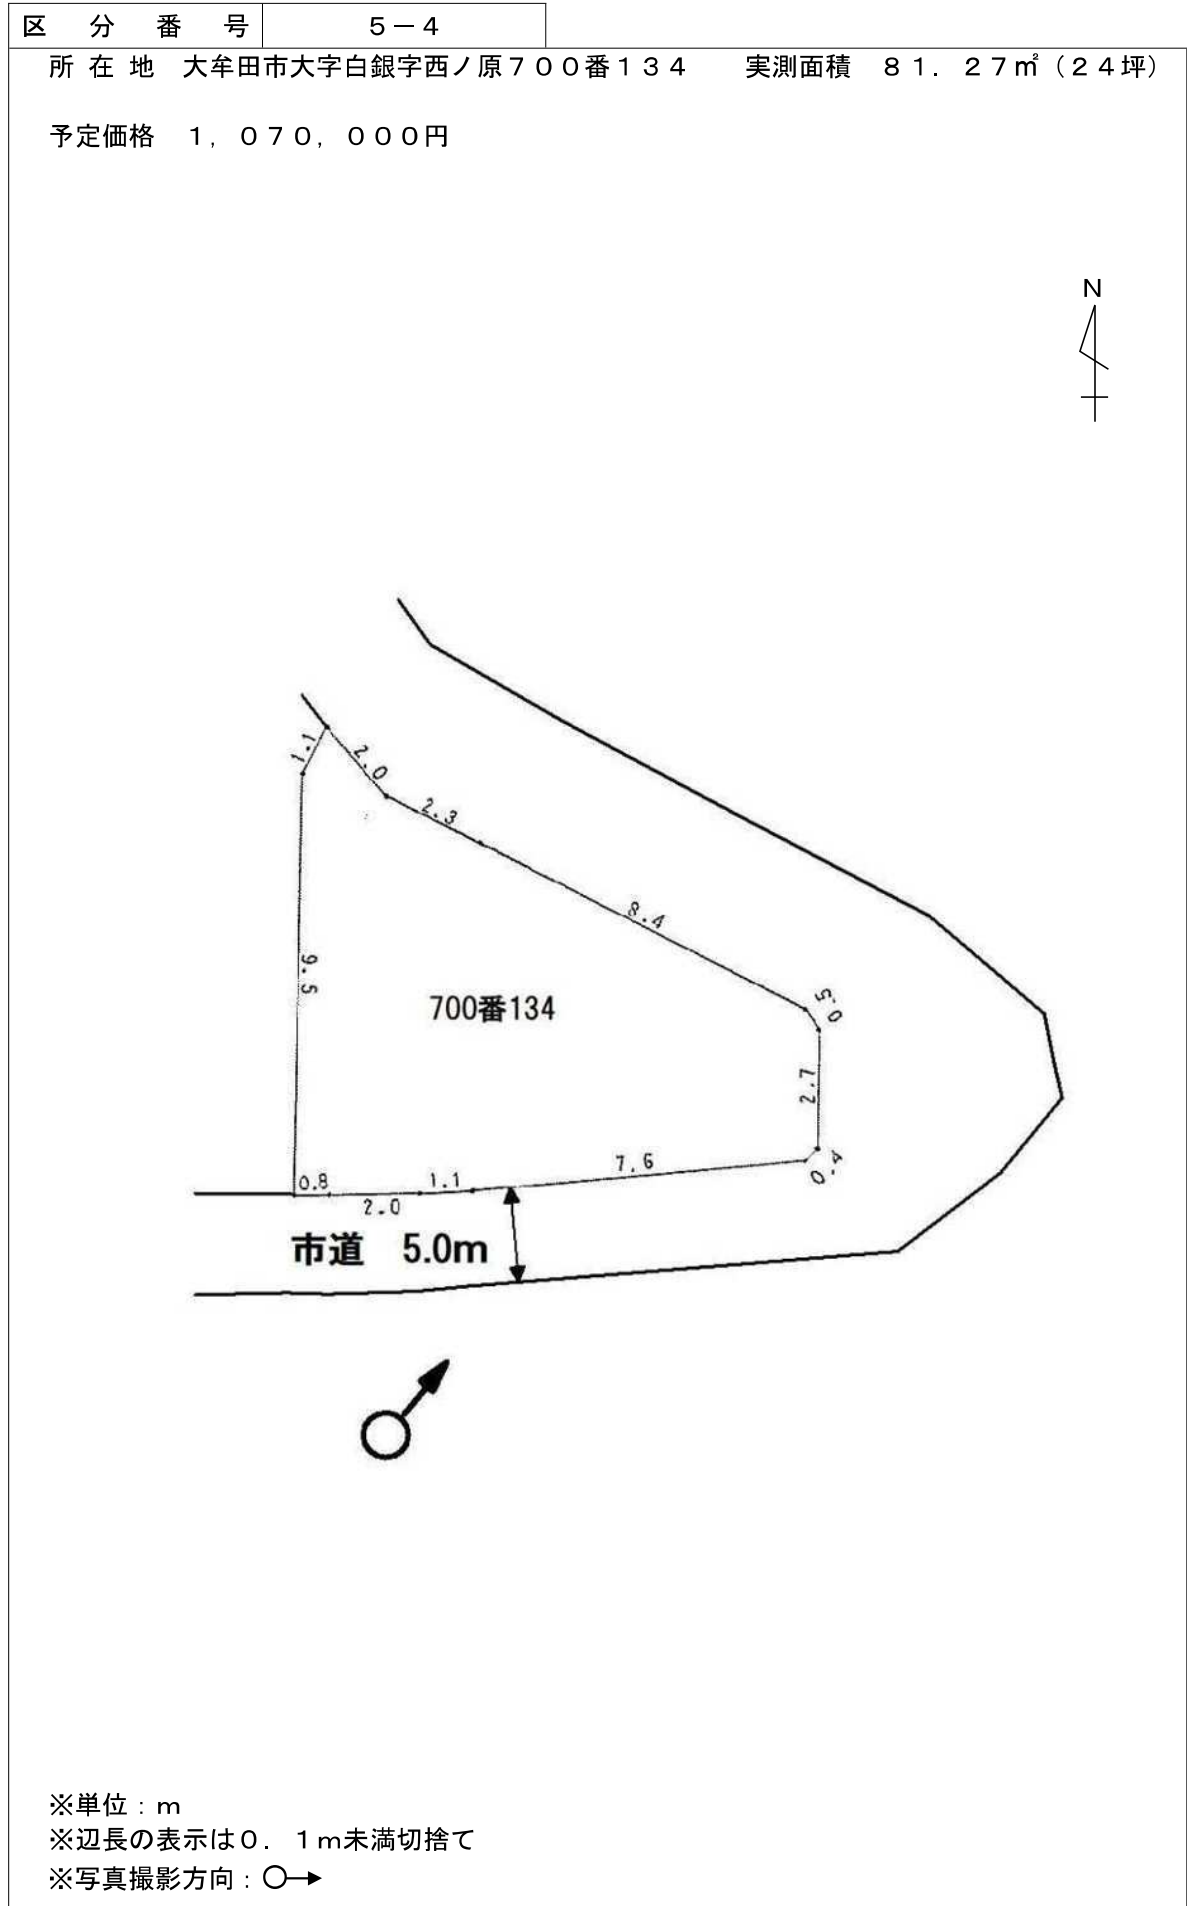 区 分 番 号 ５－４
所 在 地 大牟田市大字白銀字西ノ原７００番１３４ 実測面積 ８１．２７㎡（２４坪）
予定価格 １，０７０，０００円
N
1.1
2.0
2.3
8.4
9.5
700番134
0.5
2.7
7.6
0.4
0.8
1.1
2.0
市道 5.0m
※単位：ｍ
※辺長の表示は０．１ｍ未満切捨て
※写真撮影方向：